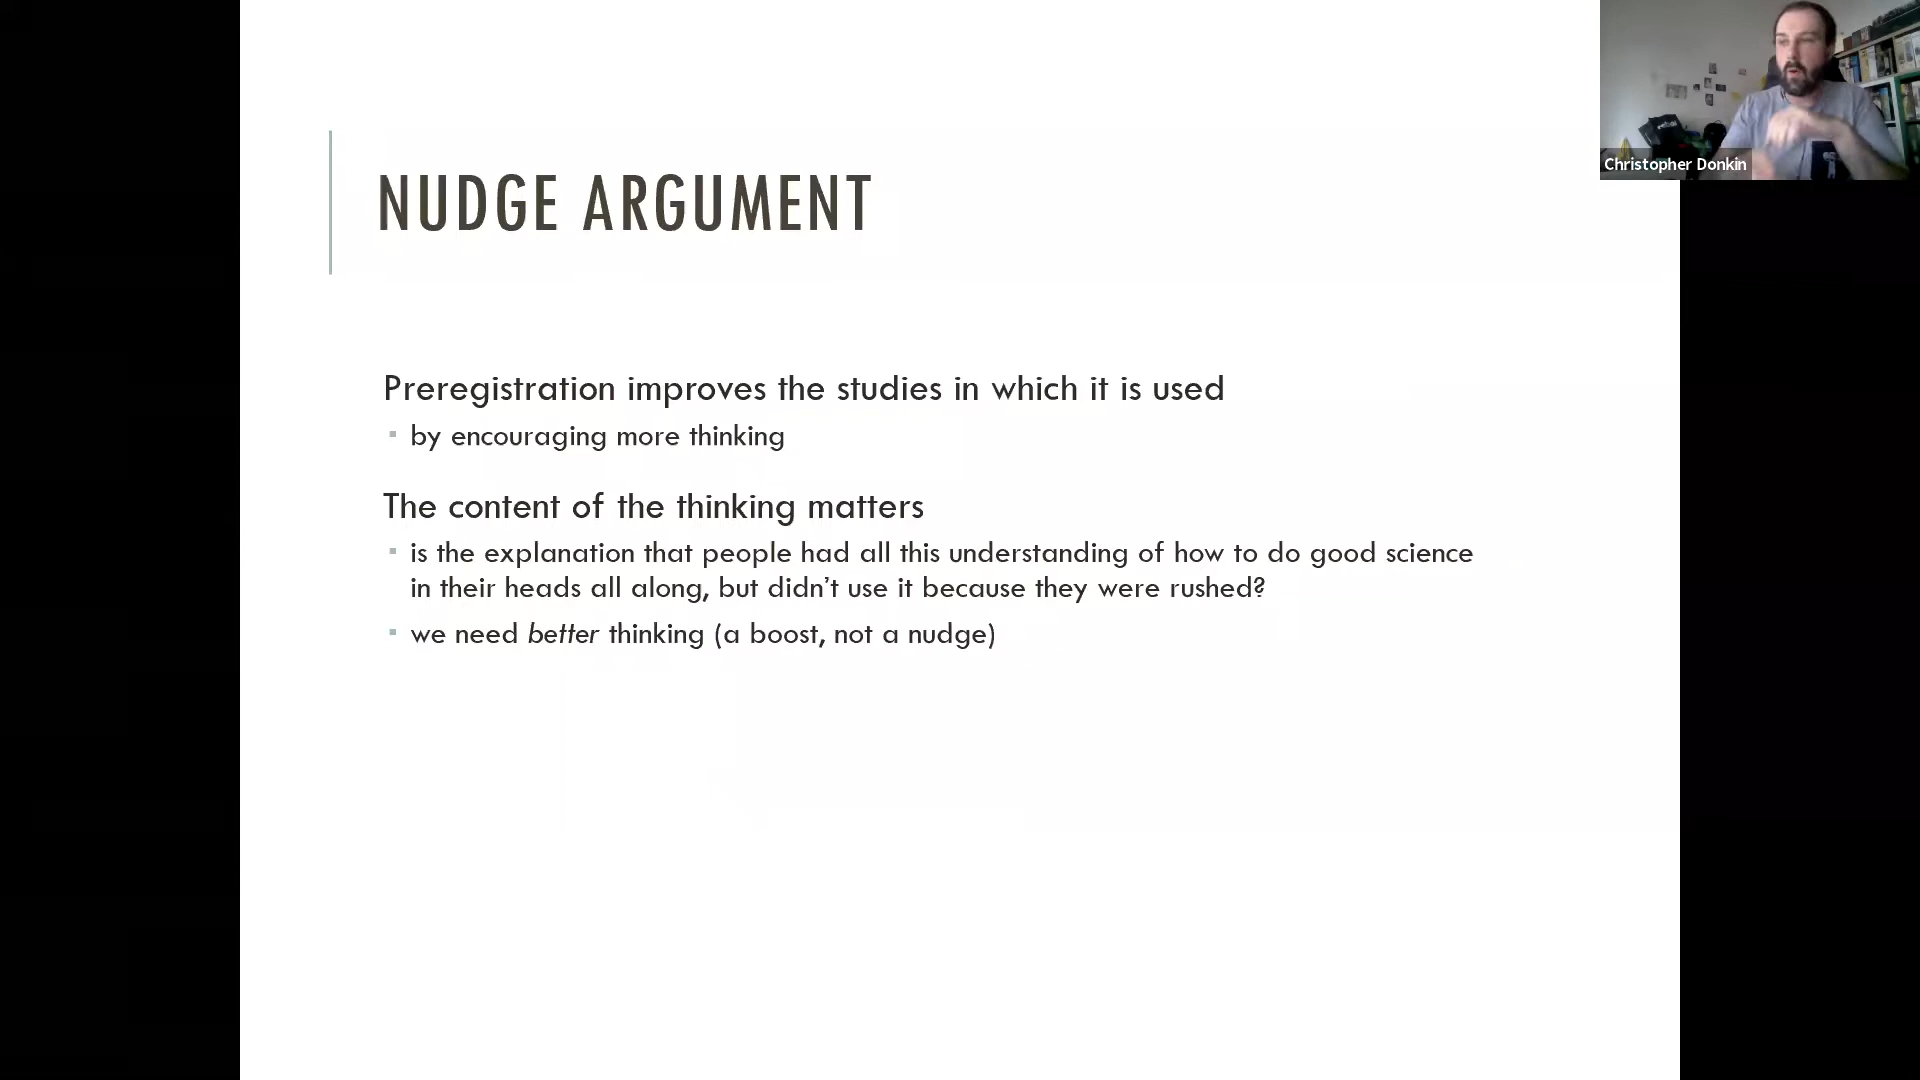 NUDGE ARGUMENT
Preregistration improves the studies in which it is used
by encouraging more thinking
The content of the thinking matters
is the explanation that people had all this understanding of how to do good science
in their heads all along, but didn’t use it because they were rushed?
we need better thinking (a boost, not a nudge)
Christopher Donkin